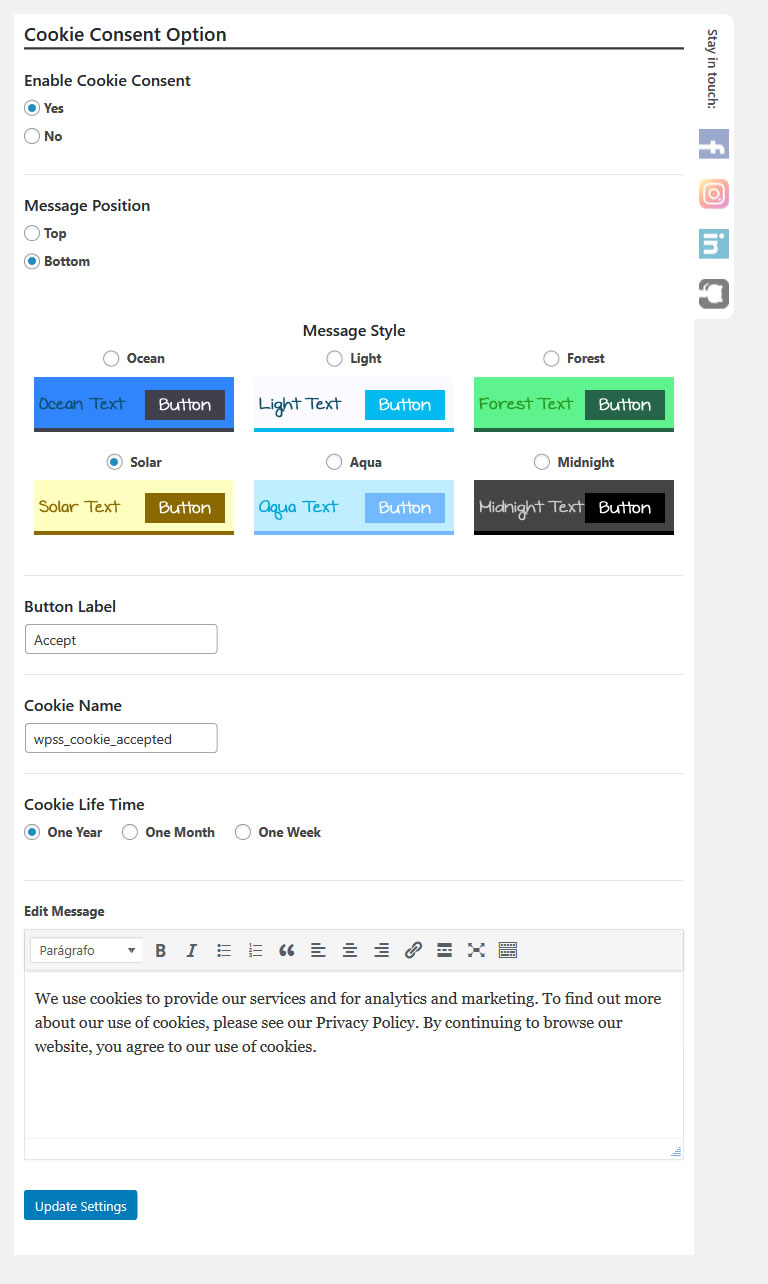 Cookie Consent Option
Stay in touch:
Enable Cookie Consent
Yes
No
Message Position
Top
Bottom
Message Style
Ocean Light Forest
Ocean Text Button Light Text Button Forest Text Button
Solar Aqua Midnight
Solar Text Button Aqua Text Button Midnight Text Button
Button Label
Accept
Cookie Name
wpss_cookie_accepted
Cookie Life Time
One Year One Month One Week
Edit Message
Parágrafo
We use cookies to provide our services and for analytics and marketing. To find out more
about our use of cookies, please see our Privacy Policy. By continuing to browse our
website, you agree to our use of cookies.
Update Settings